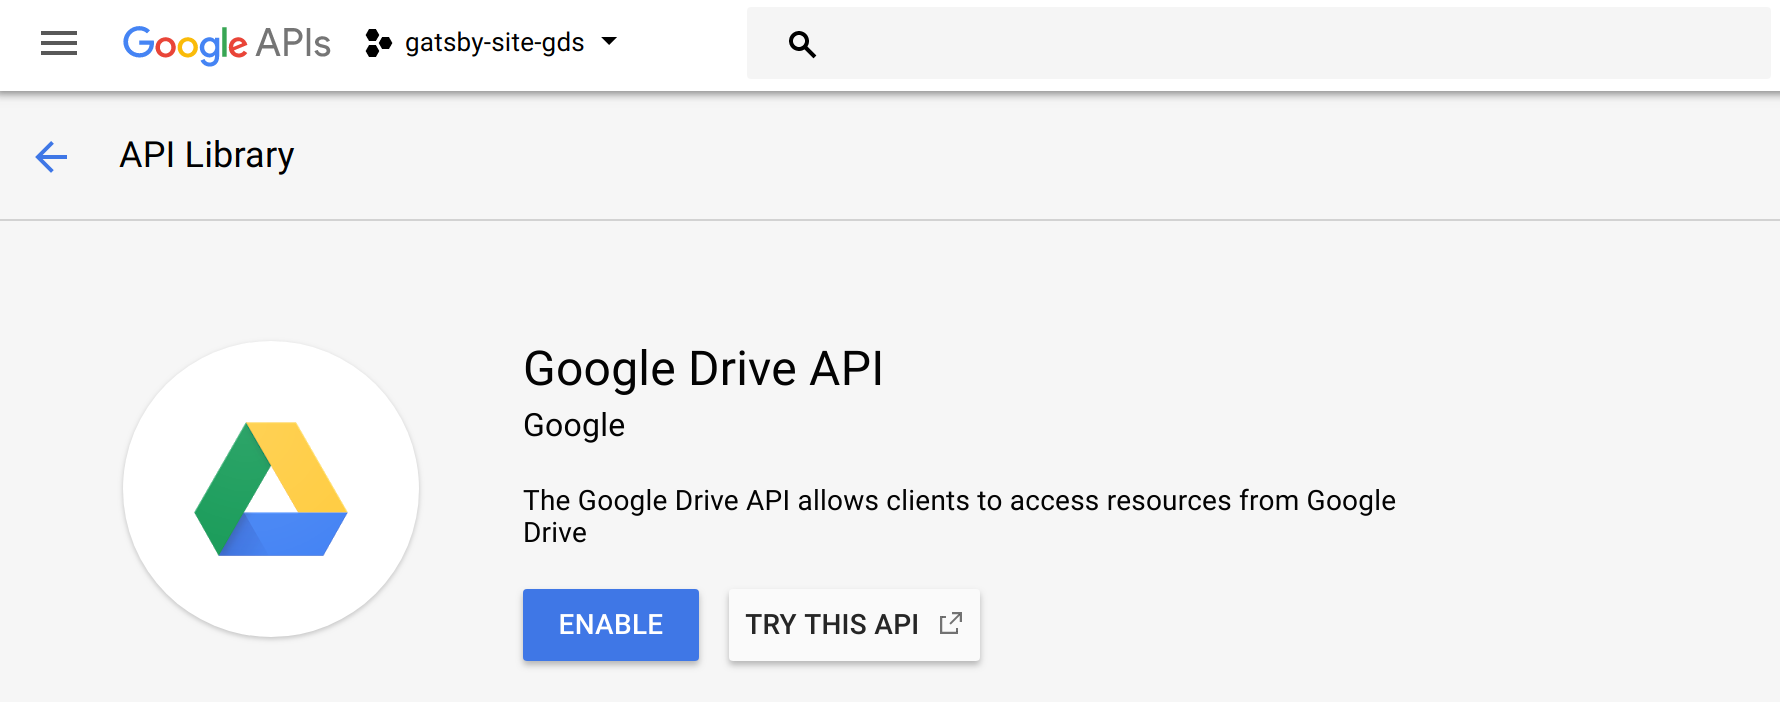 Google APIs gatsby-site-gds
API Library
Google Drive API
Google
The Google Drive API allows clients to access resources from Google
Drive
ENABLE TRY THIS API